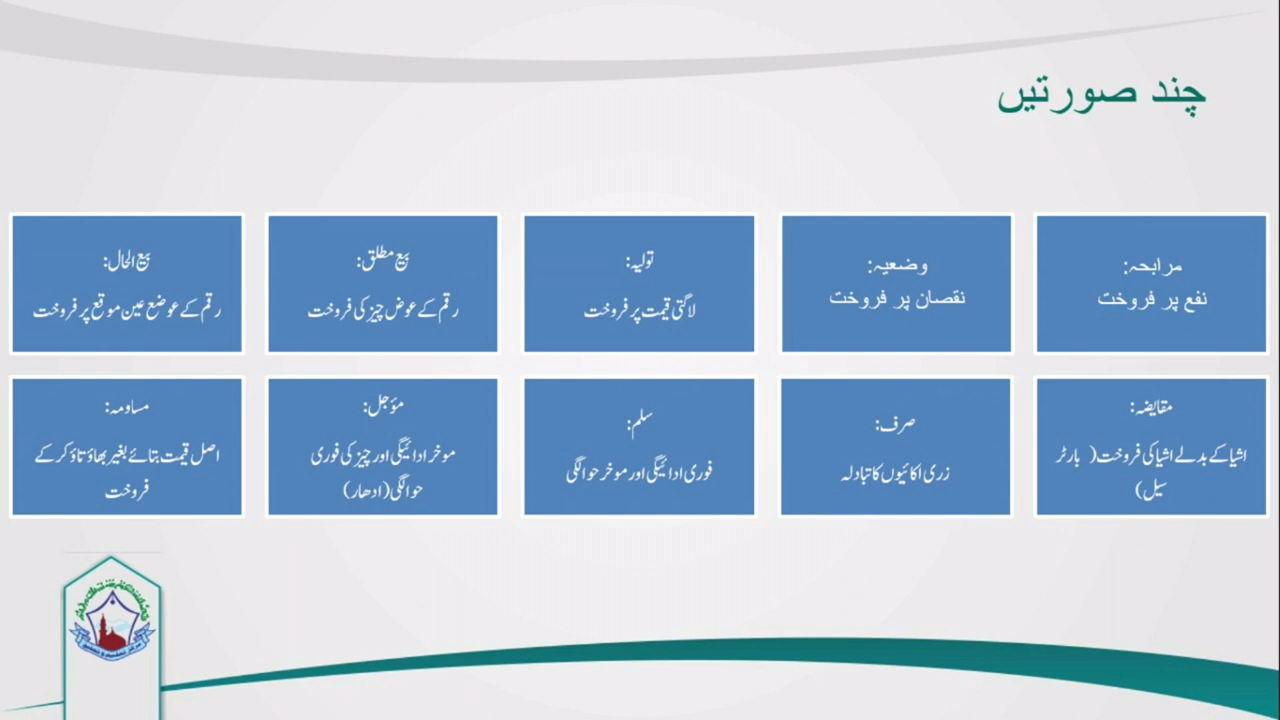 چند صورتیں
مرابحہ:
نفع پر فروخت
وضعیہ:
نقصان پر فروخت
تولیہ:
لاگتی قیمت پر فروخت
بیع مطلق:
رقم کے عوض چیز کی فروخت
بیع الحال:
رقم کے عوضع عین موقع پر فروخت
مقایضہ:
اشیا کے بدلے اشیا کی فروخت( بارٹر
سیل)
صرف:
زری اکائیوں کا تبادلہ
سلم:
فوری ادائیگی اور موخر حوالگی
مؤجل:
موخر ادائیگی اور چیز کی فوری
حوالگی(ادھار)
مساومہ:
اصل قیمت بتائے بغیر بھاؤ تاؤ کر کے
فروخت